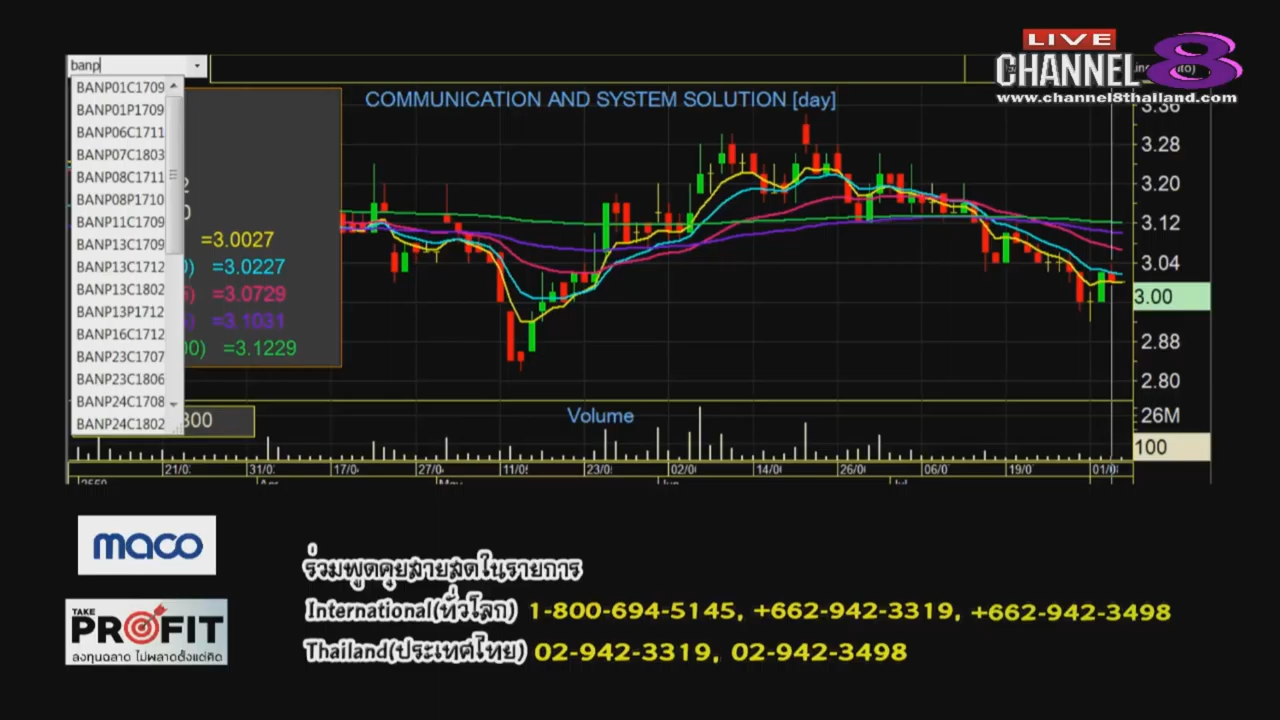 banp
BANP01C1709
BANP01P1709
BANP06C1711
BANP07C1803
BANP08C1711
BANP08P1710
BANP11C1709
BANP13C1709
BANP13C1712
BANP13C1802
BANP13P1712
BANP16C1712
BANP23C1707
BANP23C1806
BANP24C1708
BANP24C1802
LIVE
CHANNEL 8
www.channel8thailand.com
COMMUNICATION AND SYSTEM SOLUTION [day]
=3.0027
=3.0227
=3.0729
=3.1031
00) =3.1229
3.36
3.28
3.20
3.12
3.04
3.00
2.88
2.80
Volume
26M
100
21/0
31/0
17/0
27/0
11/0
23/0
02/0
14/0
26/0
06/0
19/0
01/0
maco
TAKE
PROFIT
ลงทุนฉลาด ไม่พลาดตั้งแต่คิด
ร่วมพูดคุยสายสดในรายการ
International(ทั่วโลก) 1-800-694-5145, +662-942-3319, +662-942-3498
Thailand(ประเทศไทย) 02-942-3319, 02-942-3498